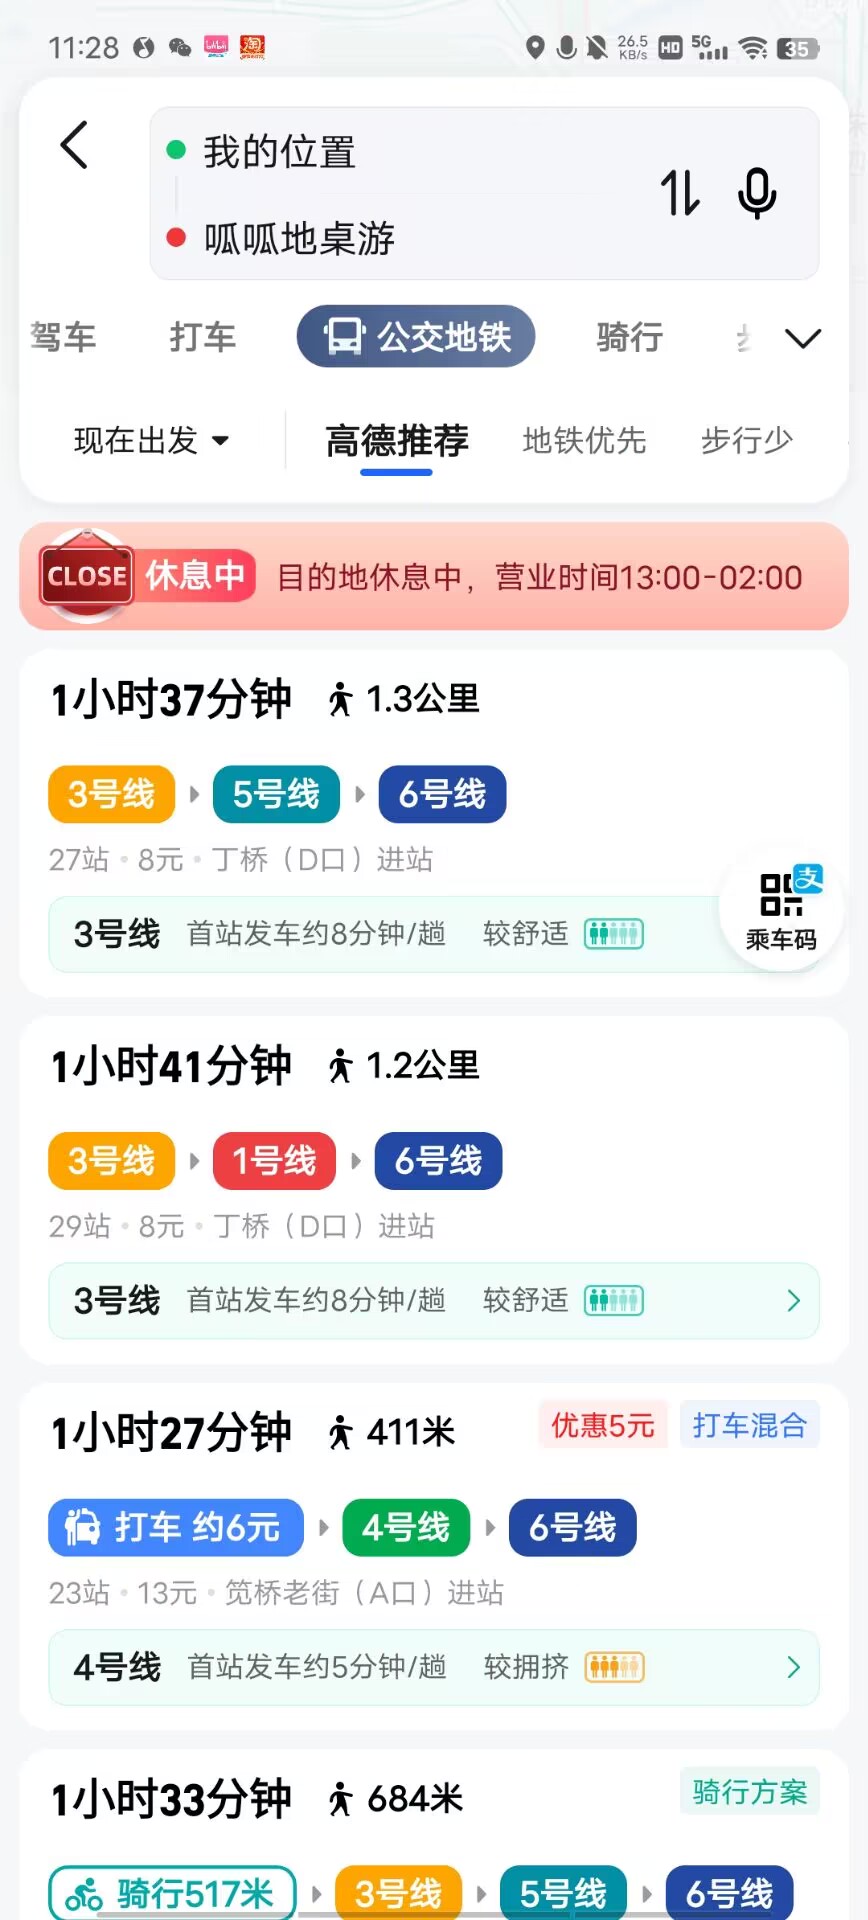 11:28 26.5 KB/s HD 5G 35
我的位置
呱呱地桌游
驾车 打车 公交地铁 骑行
现在出发 高德推荐 地铁优先 步行少
CLOSE 休息中 目的地休息中，营业时间13:00-02:00
1小时37分钟 1.3公里
3号线 5号线 6号线
27站·8元·丁桥（D口）进站
支
乘车码
3号线 首站发车约8分钟/趟 较舒适
1小时41分钟 1.2公里
3号线 1号线 6号线
29站·8元·丁桥（D口）进站
3号线 首站发车约8分钟/趟 较舒适
1小时27分钟 411米 优惠5元 打车混合
打车 约6元 4号线 6号线
23站·13元·笕桥老街（A口）进站
4号线 首站发车约5分钟/趟 较拥挤
1小时33分钟 684米 骑行方案
骑行517米 3号线 5号线 6号线